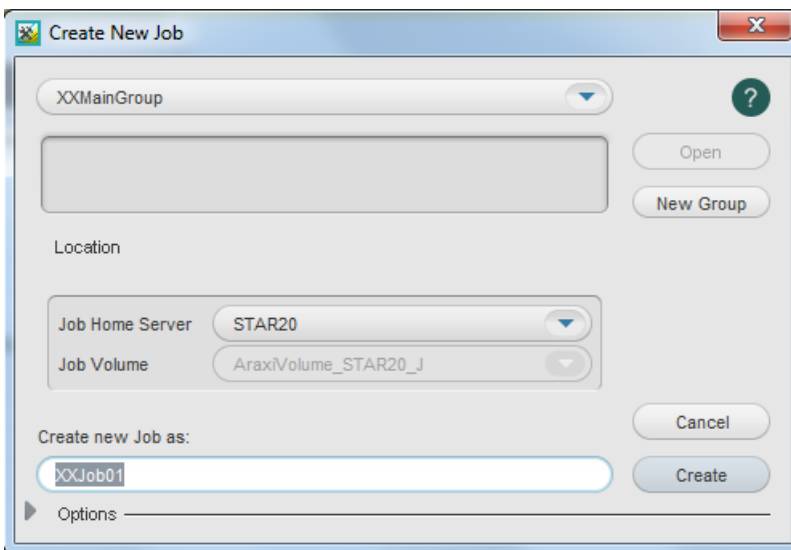 Create New Job
XXMainGroup
?
Open
New Group
Location
Job Home Server STAR20
Job Volume AraxiVolume_STAR20_J
Cancel
Create new Job as:
XXJob01
Create
Options